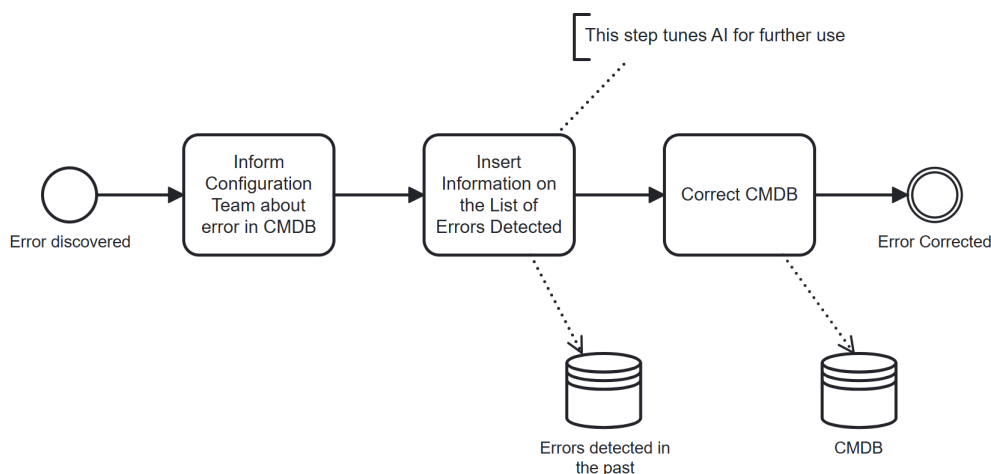 This step tunes AI for further use
Inform
Configuration
Team about
error in CMDB
Insert
Information on
the List of
Errors Detected
Correct CMDB
Error discovered
Error Corrected
Errors detected in
the past
CMDB